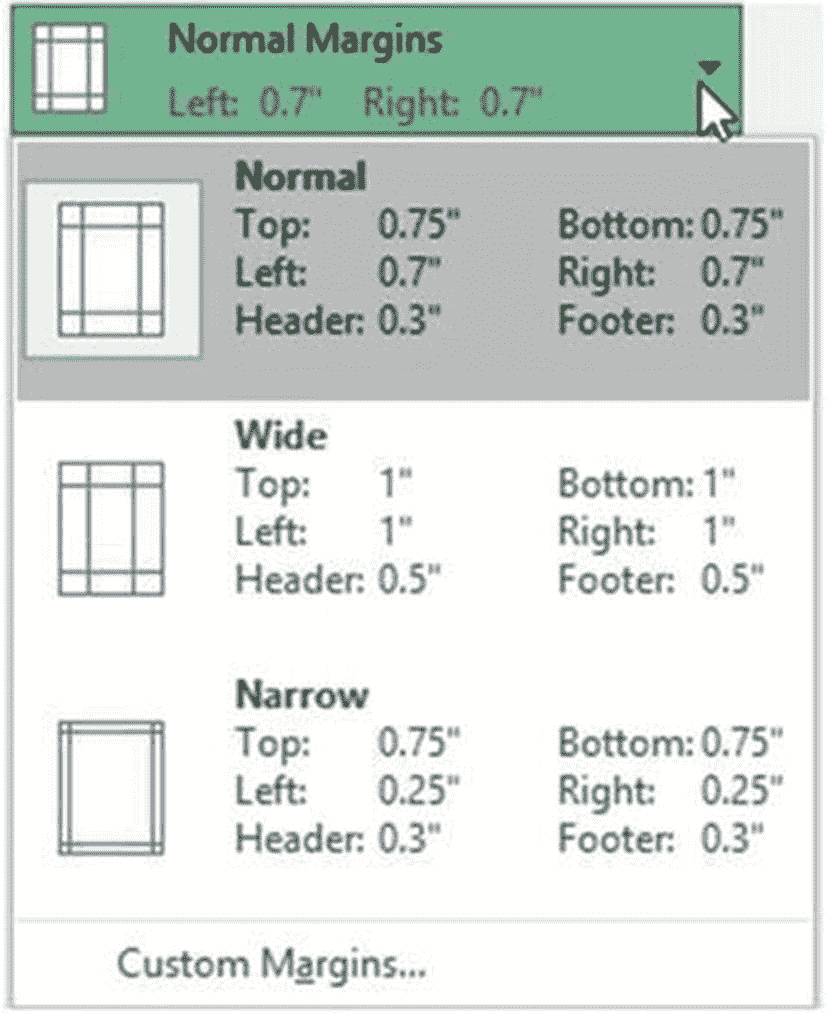 Normal Margins
Left: 0.7" Right: 0.7"
Normal
Top: 0.75" Bottom: 0.75"
Left: 0.7" Right: 0.7"
Header: 0.3" Footer: 0.3"
Wide
Top: 1" Bottom: 1"
Left: 1" Right: 1"
Header: 0.5" Footer: 0.5"
Narrow
Top: 0.75" Bottom: 0.75"
Left: 0.25" Right: 0.25"
Header: 0.3" Footer: 0.3"
Custom Margins...